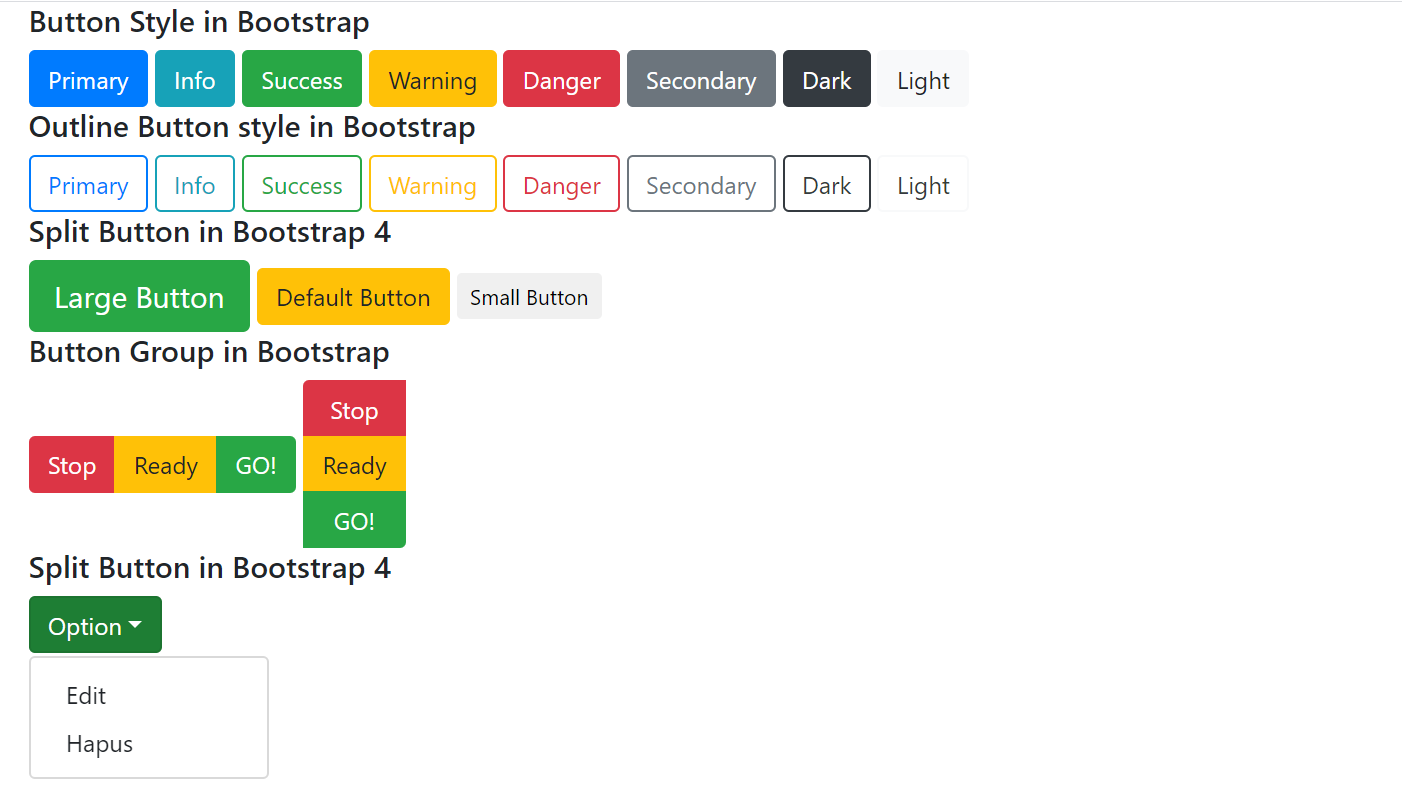 Button Style in Bootstrap
Primary Info Success Warning Danger Secondary Dark Light
Outline Button style in Bootstrap
Primary Info Success Warning Danger Secondary Dark Light
Split Button in Bootstrap 4
Large Button Default Button Small Button
Button Group in Bootstrap
Stop Ready GO!
Stop
Ready
GO!
Split Button in Bootstrap 4
Option
Edit
Hapus